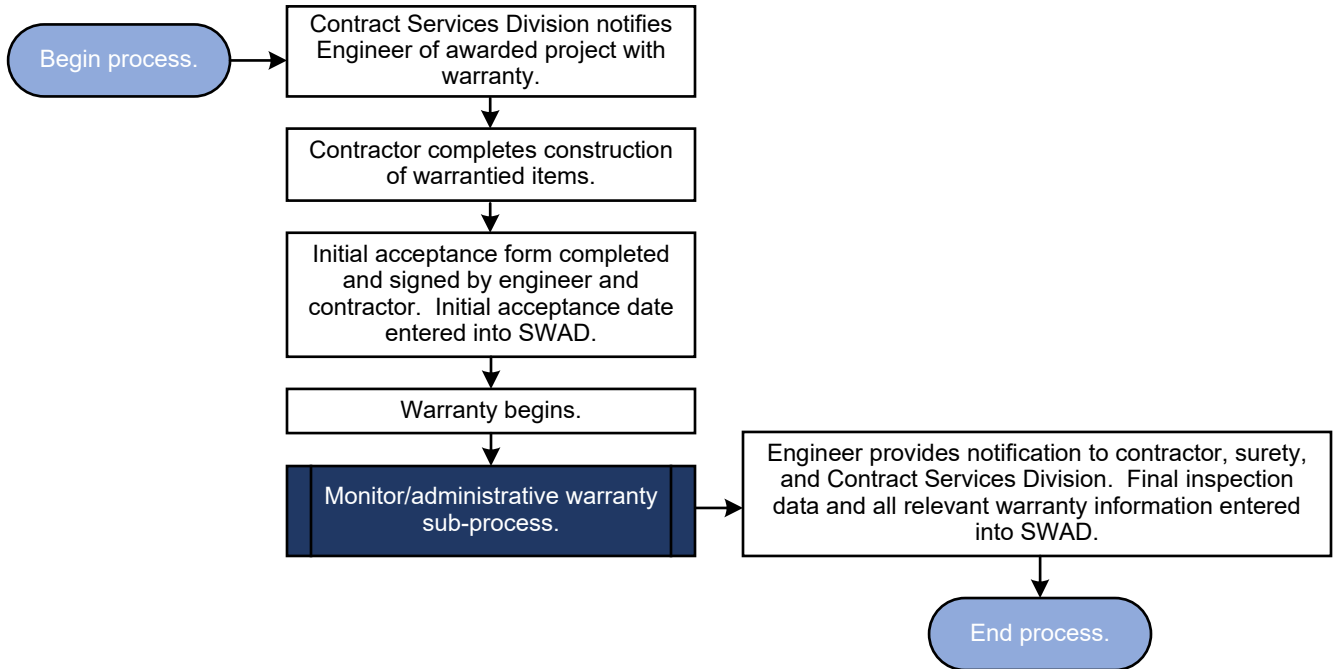 Begin process.
Contract Services Division notifies
Engineer of awarded project with
warranty.
Contractor completes construction
of warrantied items.
Initial acceptance form completed
and signed by engineer and
contractor.  Initial acceptance date
entered into SWAD.
Warranty begins.
Monitor/administrative warranty
sub-process.
Engineer provides notification to contractor, surety,
and Contract Services Division.  Final inspection
data and all relevant warranty information entered
into SWAD.
End process.